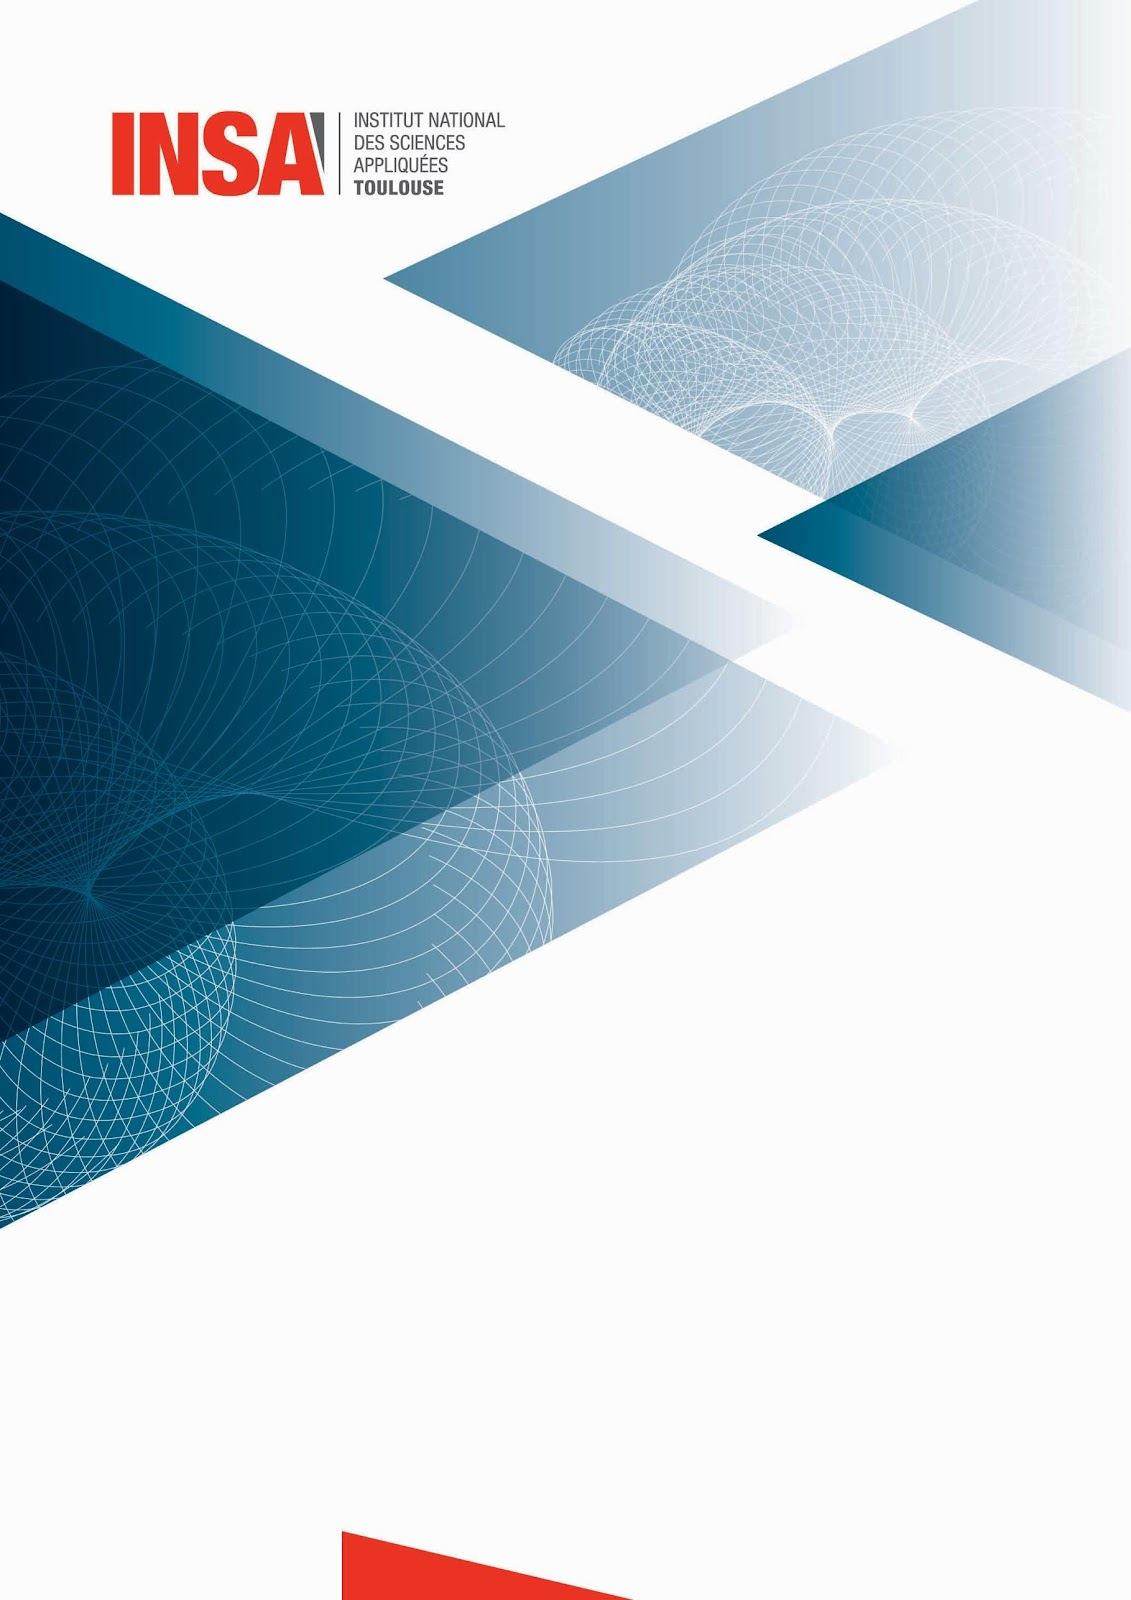 INSA
INSTITUT NATIONAL
DES SCIENCES
APPLIQUÉES
TOULOUSE